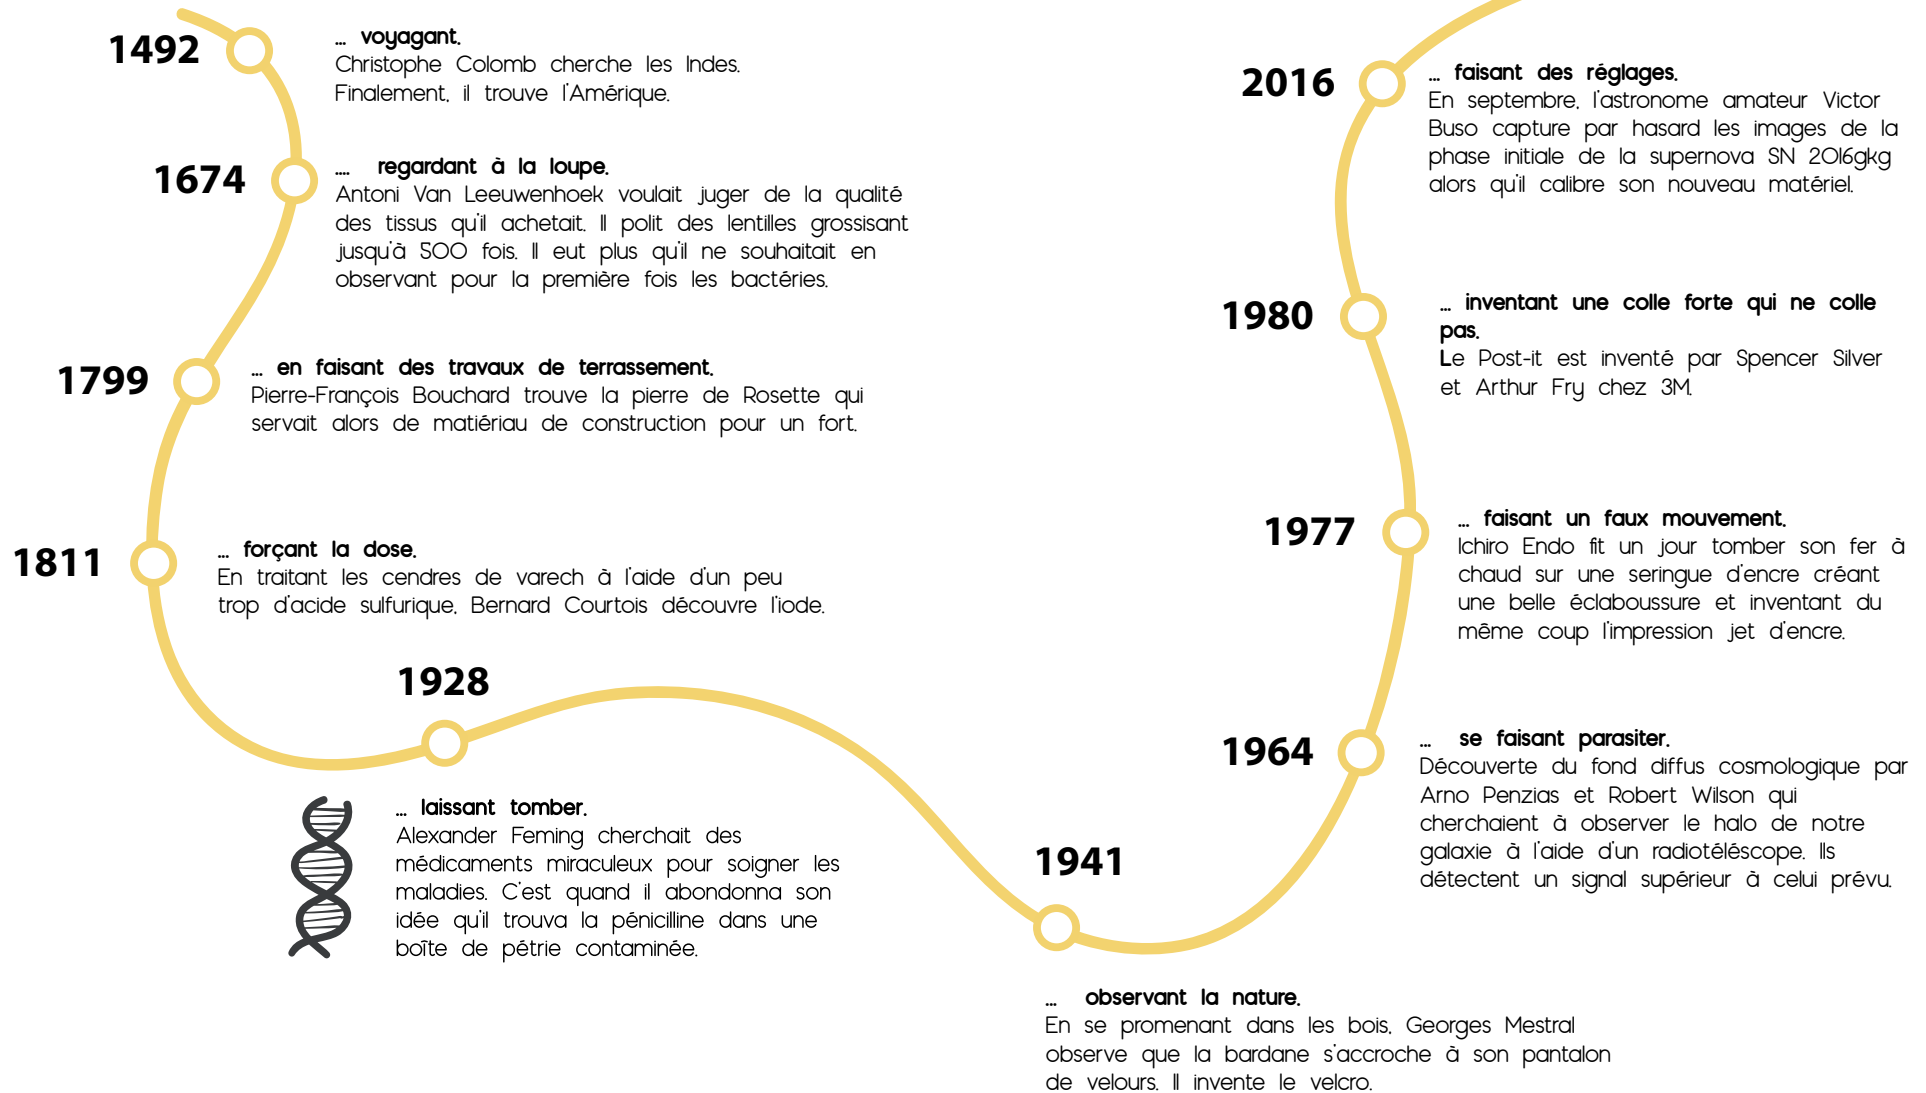 1492
... voyagant.
Christophe Colomb cherche les Indes.
Finalement, il trouve l'Amérique.
1674
.... regardant à la loupe.
Antoni Van Leeuwenhoek voulait juger de la qualité
des tissus qu'il achetait. Il polit des lentilles grossisant
jusqu'à 500 fois. Il eut plus qu'il ne souhaitait en
observant pour la première fois les bactéries.
1799
... en faisant des travaux de terrassement.
Pierre-François Bouchard trouve la pierre de Rosette qui
servait alors de matiériau de construction pour un fort.
1811
... forçant la dose.
En traitant les cendres de varech à l'aide d'un peu
trop d'acide sulfurique, Bernard Courtois découvre l'iode.
1928
... laissant tomber.
Alexander Feming cherchait des
médicaments miraculeux pour soigner les
maladies. C'est quand il abondonna son
idée qu'il trouva la pénicilline dans une
boîte de pétrie contaminée.
1941
... observant la nature.
En se promenant dans les bois, Georges Mestral
observe que la bardane s'accroche à son pantalon
de velours. Il invente le velcro.
1964
... se faisant parasiter.
Découverte du fond diffus cosmologique par
Arno Penzias et Robert Wilson qui
cherchaient à observer le halo de notre
galaxie à l'aide d'un radiotéléscope. Ils
détectent un signal supérieur à celui prévu.
1977
... faisant un faux mouvement.
Ichiro Endo fit un jour tomber son fer à
chaud sur une seringue d'encre créant
une belle éclaboussure et inventant du
même coup l'impression jet d'encre.
1980
... inventant une colle forte qui ne colle
pas.
Le Post-it est inventé par Spencer Silver
et Arthur Fry chez 3M.
2016
... faisant des réglages.
En septembre, l'astronome amateur Victor
Buso capture par hasard les images de la
phase initiale de la supernova SN 2016gkg
alors qu'il calibre son nouveau matériel.